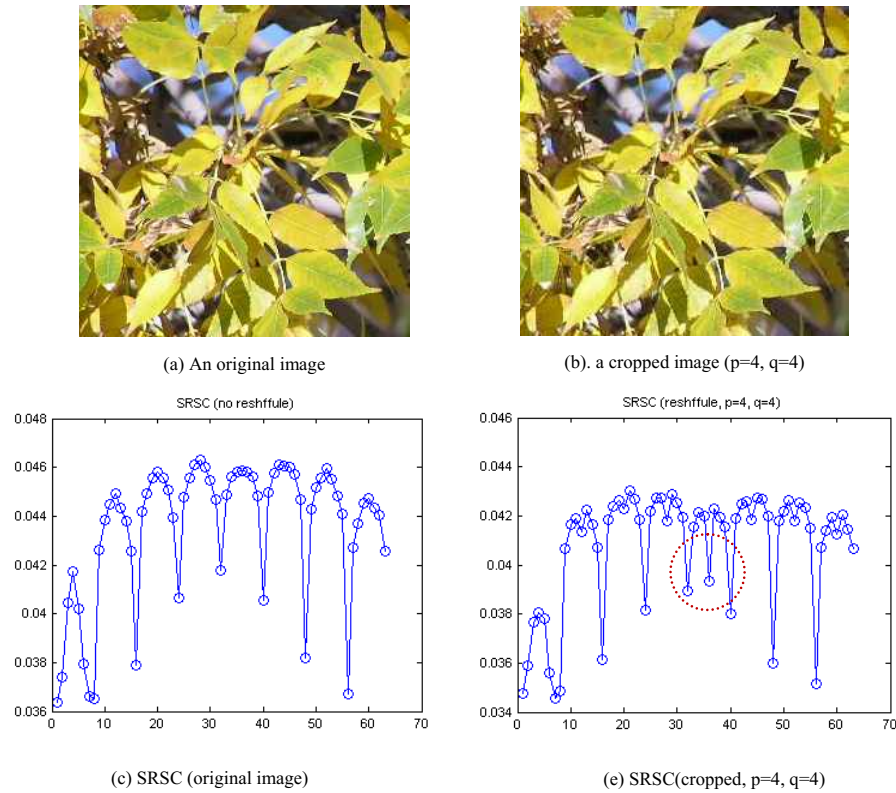 (a) An original image
(b). a cropped image (p=4, q=4)
SRSC (no reshffule)
0.048
0.046
0.044
0.042
0.04
0.038
0.036
0 10 20 30 40 50 60 70
(c) SRSC (original image)
SRSC (reshffule, p=4, q=4)
0.046
0.044
0.042
0.04
0.038
0.036
0.034
0 10 20 30 40 50 60 70
(e) SRSC(cropped, p=4, q=4)